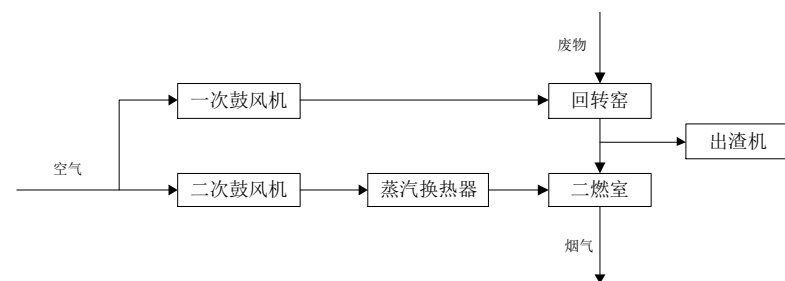 废物
一次鼓风机
回转窑
出渣机
空气
二次鼓风机
蒸汽换热器
二燃室
烟气